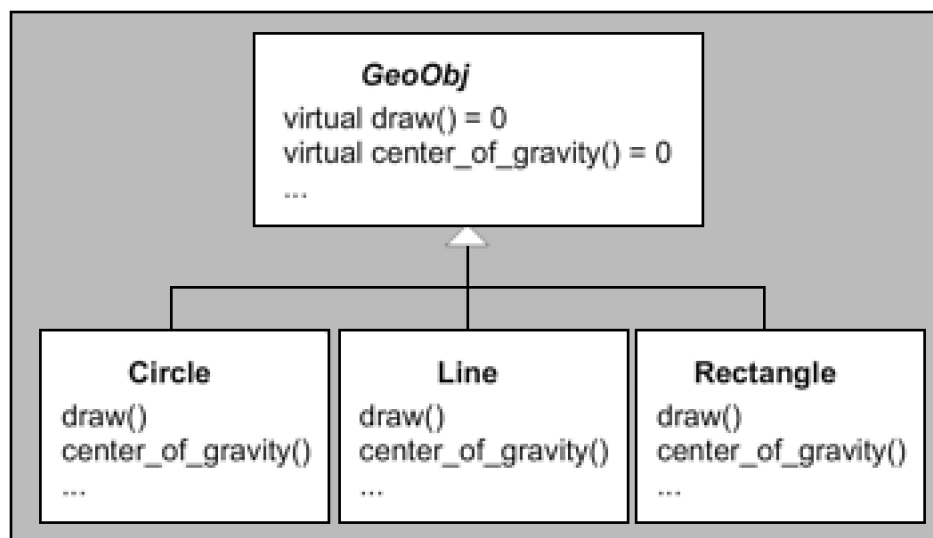 GeoObj
virtual draw() = 0
virtual center_of_gravity() = 0
...
Circle
draw()
center_of_gravity()
...
Line
draw()
center_of_gravity()
...
Rectangle
draw()
center_of_gravity()
...